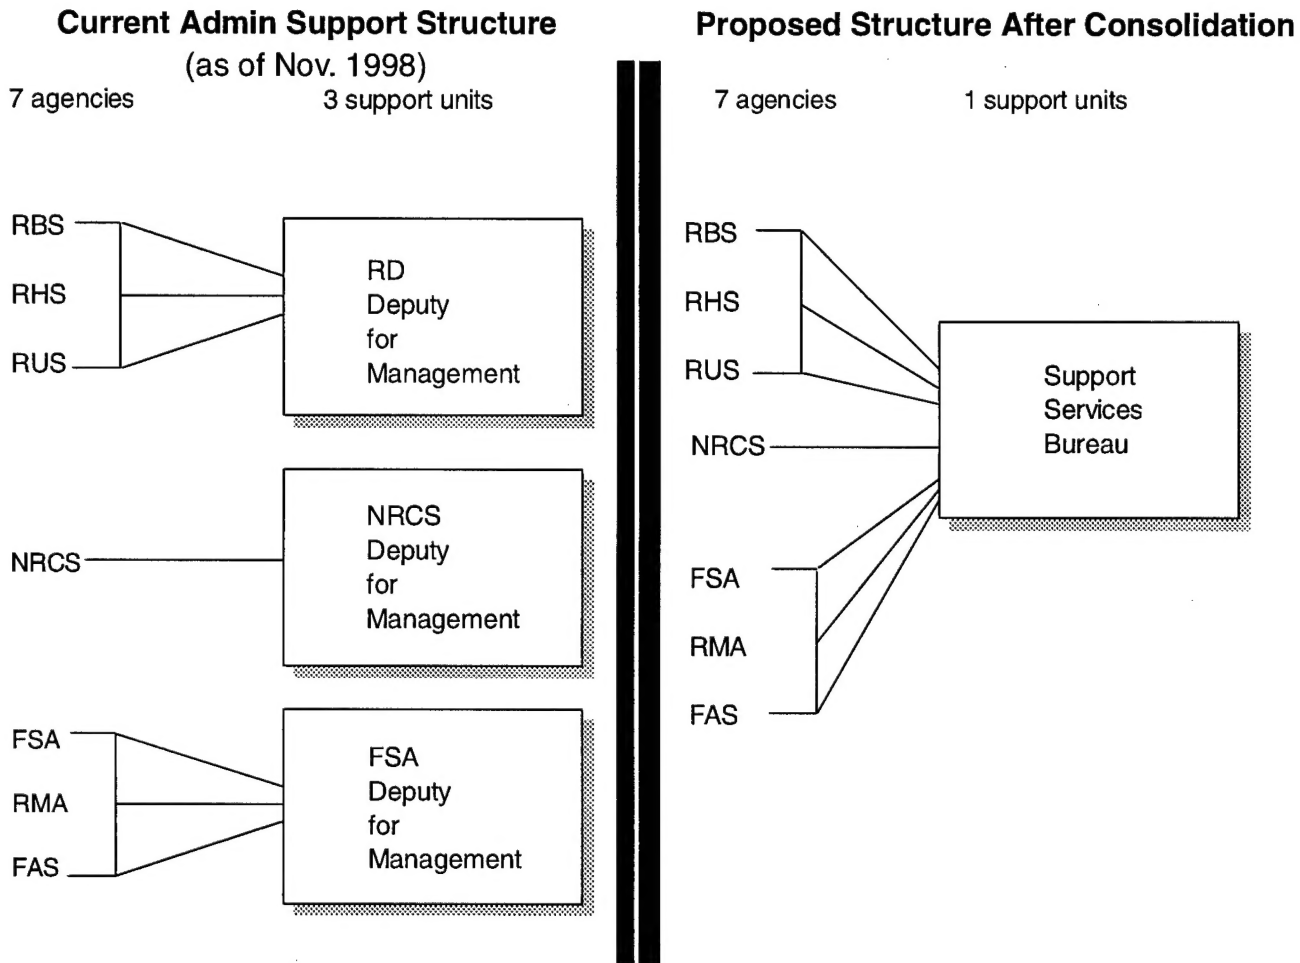 Current Admin Support Structure
(as of Nov. 1998)
7 agencies
3 support units
RBS
RHS
RUS
RD
Deputy
for
Management
NRCS
NRCS
Deputy
for
Management
FSA
RMA
FAS
FSA
Deputy
for
Management
Proposed Structure After Consolidation
7 agencies
1 support units
RBS
RHS
RUS
NRCS
FSA
RMA
FAS
Support
Services
Bureau